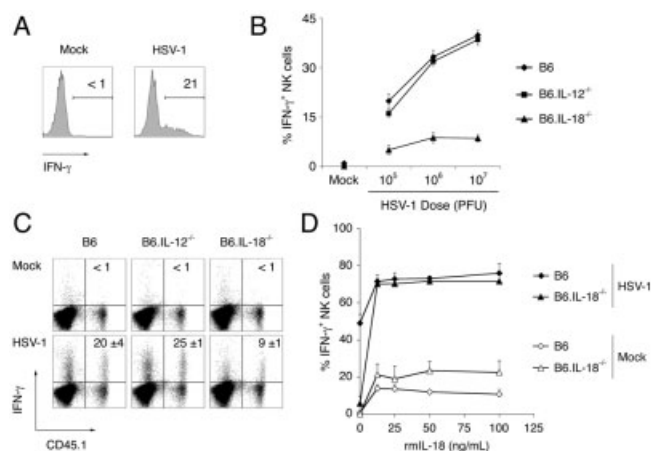 A
Mock
HSV-1
< 1
21
IFN-γ
B
% IFN-γ⁺ NK cells
45
30
15
0
Mock
10⁵
10⁶
10⁷
HSV-1 Dose (PFU)
B6
B6.IL-12⁻/⁻
B6.IL-18⁻/⁻
C
B6
B6.IL-12⁻/⁻
B6.IL-18⁻/⁻
Mock
< 1
< 1
< 1
HSV-1
20 ±4
25 ±1
9 ±1
IFN-γ
CD45.1
D
% IFN-γ⁺ NK cells
100
80
60
40
20
0
0
25
50
75
100
125
rmIL-18 (ng/mL)
B6
B6.IL-18⁻/⁻
HSV-1
B6
B6.IL-18⁻/⁻
Mock